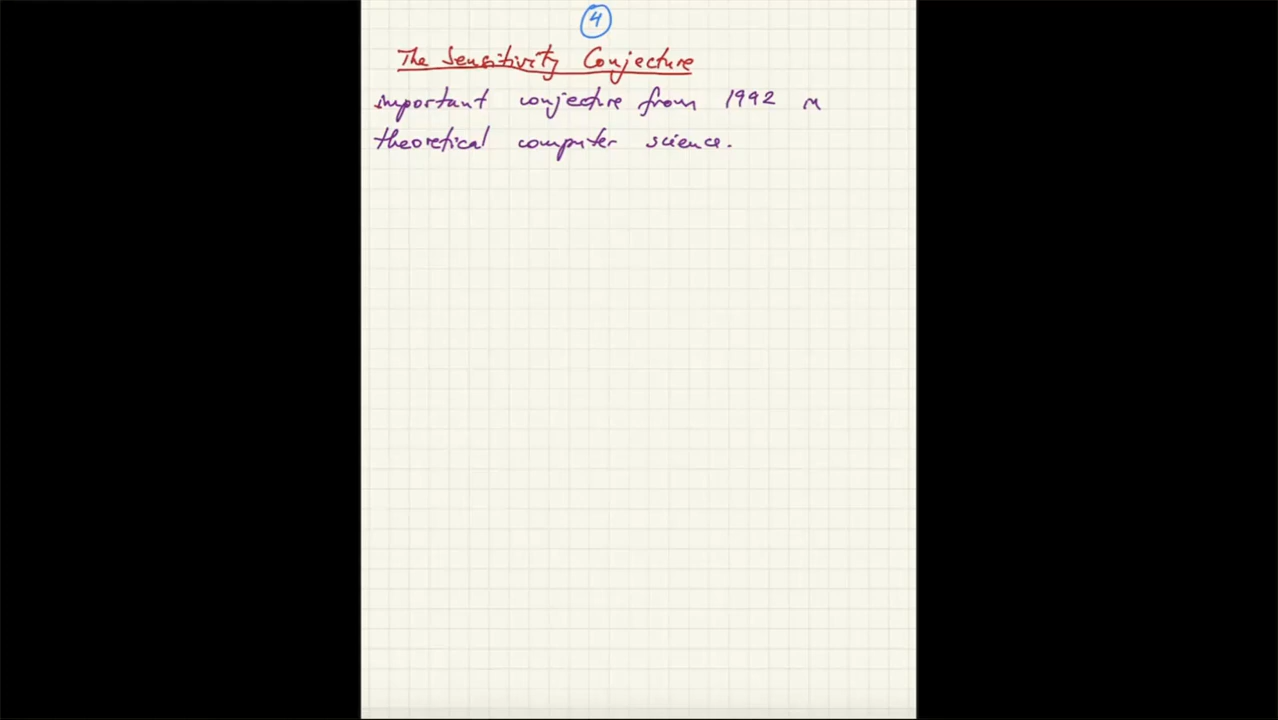 4
The Sensitivity Conjecture
important conjecture from 1992 in
theoretical computer science.